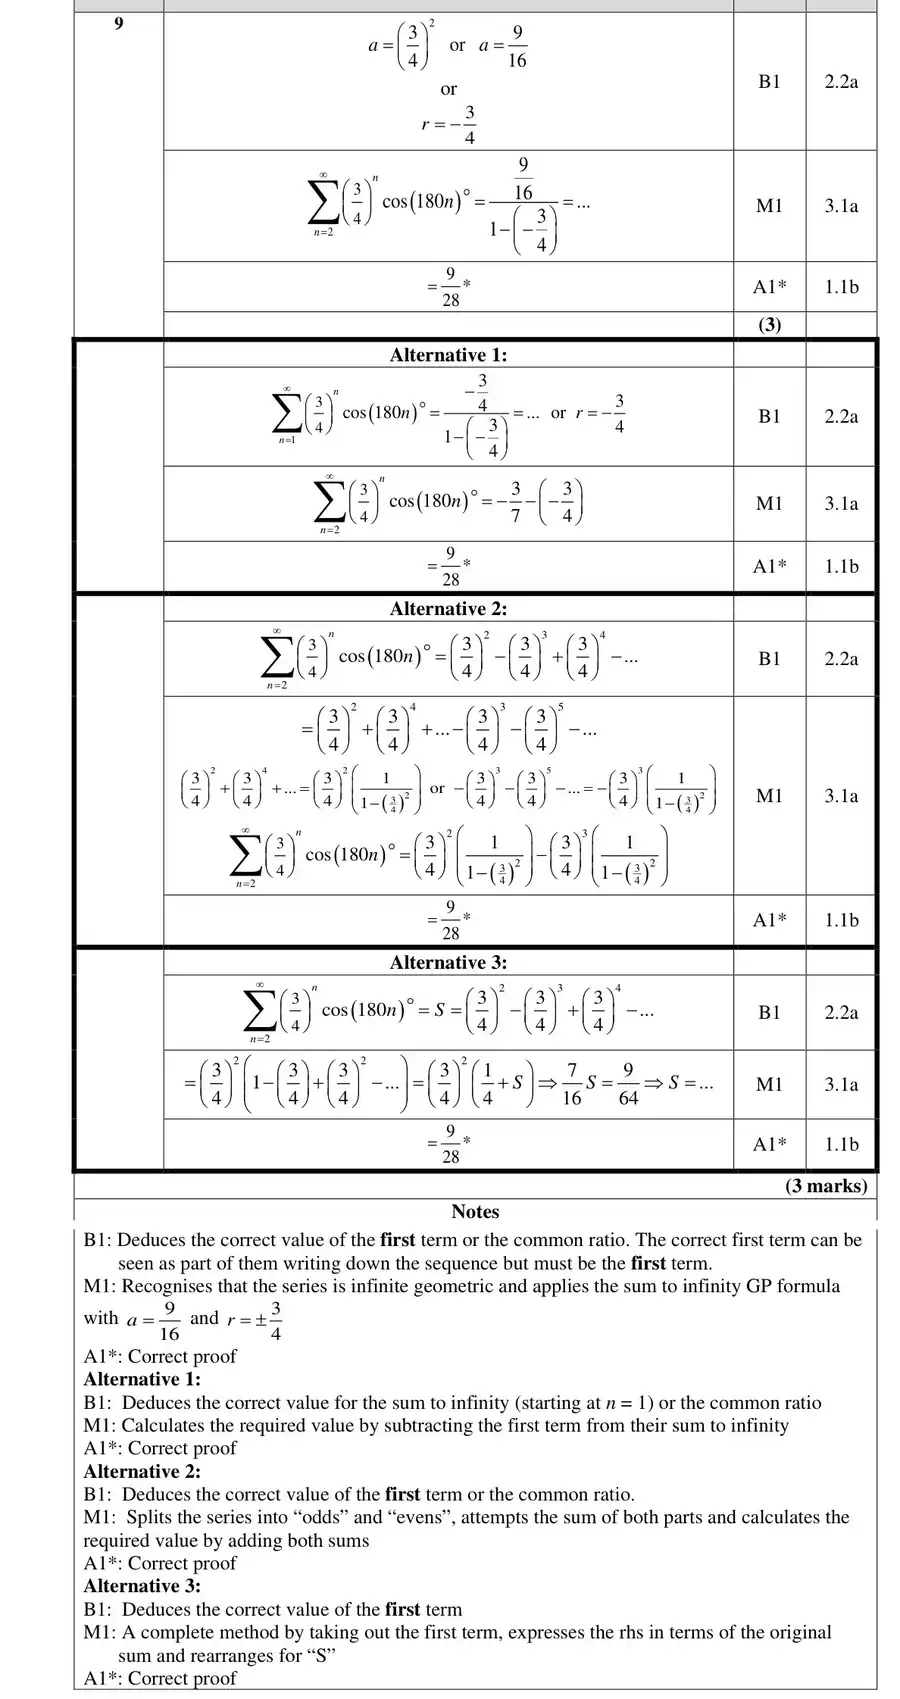 9
a = (3/4)² or a = 9/16
or
r = −3/4
B1 2.2a
∑_{n=2}^{∞} (3/4)ⁿ cos(180n)° = (9/16)/(1−(−3/4)) = ...
M1 3.1a
= 9/28 *
A1* 1.1b
(3)
Alternative 1:
∑_{n=1}^{∞} (3/4)ⁿ cos(180n)° = (−3/4)/(1−(−3/4)) = ... or r = −3/4
B1 2.2a
∑_{n=2}^{∞} (3/4)ⁿ cos(180n)° = −3/7 − (−3/4)
M1 3.1a
= 9/28 *
A1* 1.1b
Alternative 2:
∑_{n=2}^{∞} (3/4)ⁿ cos(180n)° = (3/4)² − (3/4)³ + (3/4)⁴ − ...
B1 2.2a
= (3/4)² + (3/4)⁴ + ... − (3/4)³ − (3/4)⁵ − ...
(3/4)² + (3/4)⁴ + ... = (3/4)² (1/(1−(3/4)²)) or −(3/4)³ − (3/4)⁵ − ... = −(3/4)³ (1/(1−(3/4)²))
∑_{n=2}^{∞} (3/4)ⁿ cos(180n)° = (3/4)² (1/(1−(3/4)²)) − (3/4)³ (1/(1−(3/4)²))
M1 3.1a
= 9/28 *
A1* 1.1b
Alternative 3:
∑_{n=2}^{∞} (3/4)ⁿ cos(180n)° = S = (3/4)² − (3/4)³ + (3/4)⁴ − ...
B1 2.2a
= (3/4)² (1 − (3/4) + (3/4)² − ...) = (3/4)² (1/4 + S) ⇒ 7/16 S = 9/64 ⇒ S = ...
M1 3.1a
= 9/28 *
A1* 1.1b
(3 marks)
Notes
B1: Deduces the correct value of the first term or the common ratio. The correct first term can be
seen as part of them writing down the sequence but must be the first term.
M1: Recognises that the series is infinite geometric and applies the sum to infinity GP formula
with a = 9/16 and r = ±3/4
A1*: Correct proof
Alternative 1:
B1: Deduces the correct value for the sum to infinity (starting at n = 1) or the common ratio
M1: Calculates the required value by subtracting the first term from their sum to infinity
A1*: Correct proof
Alternative 2:
B1: Deduces the correct value of the first term or the common ratio.
M1: Splits the series into “odds” and “evens”, attempts the sum of both parts and calculates the
required value by adding both sums
A1*: Correct proof
Alternative 3:
B1: Deduces the correct value of the first term
M1: A complete method by taking out the first term, expresses the rhs in terms of the original
sum and rearranges for “S”
A1*: Correct proof